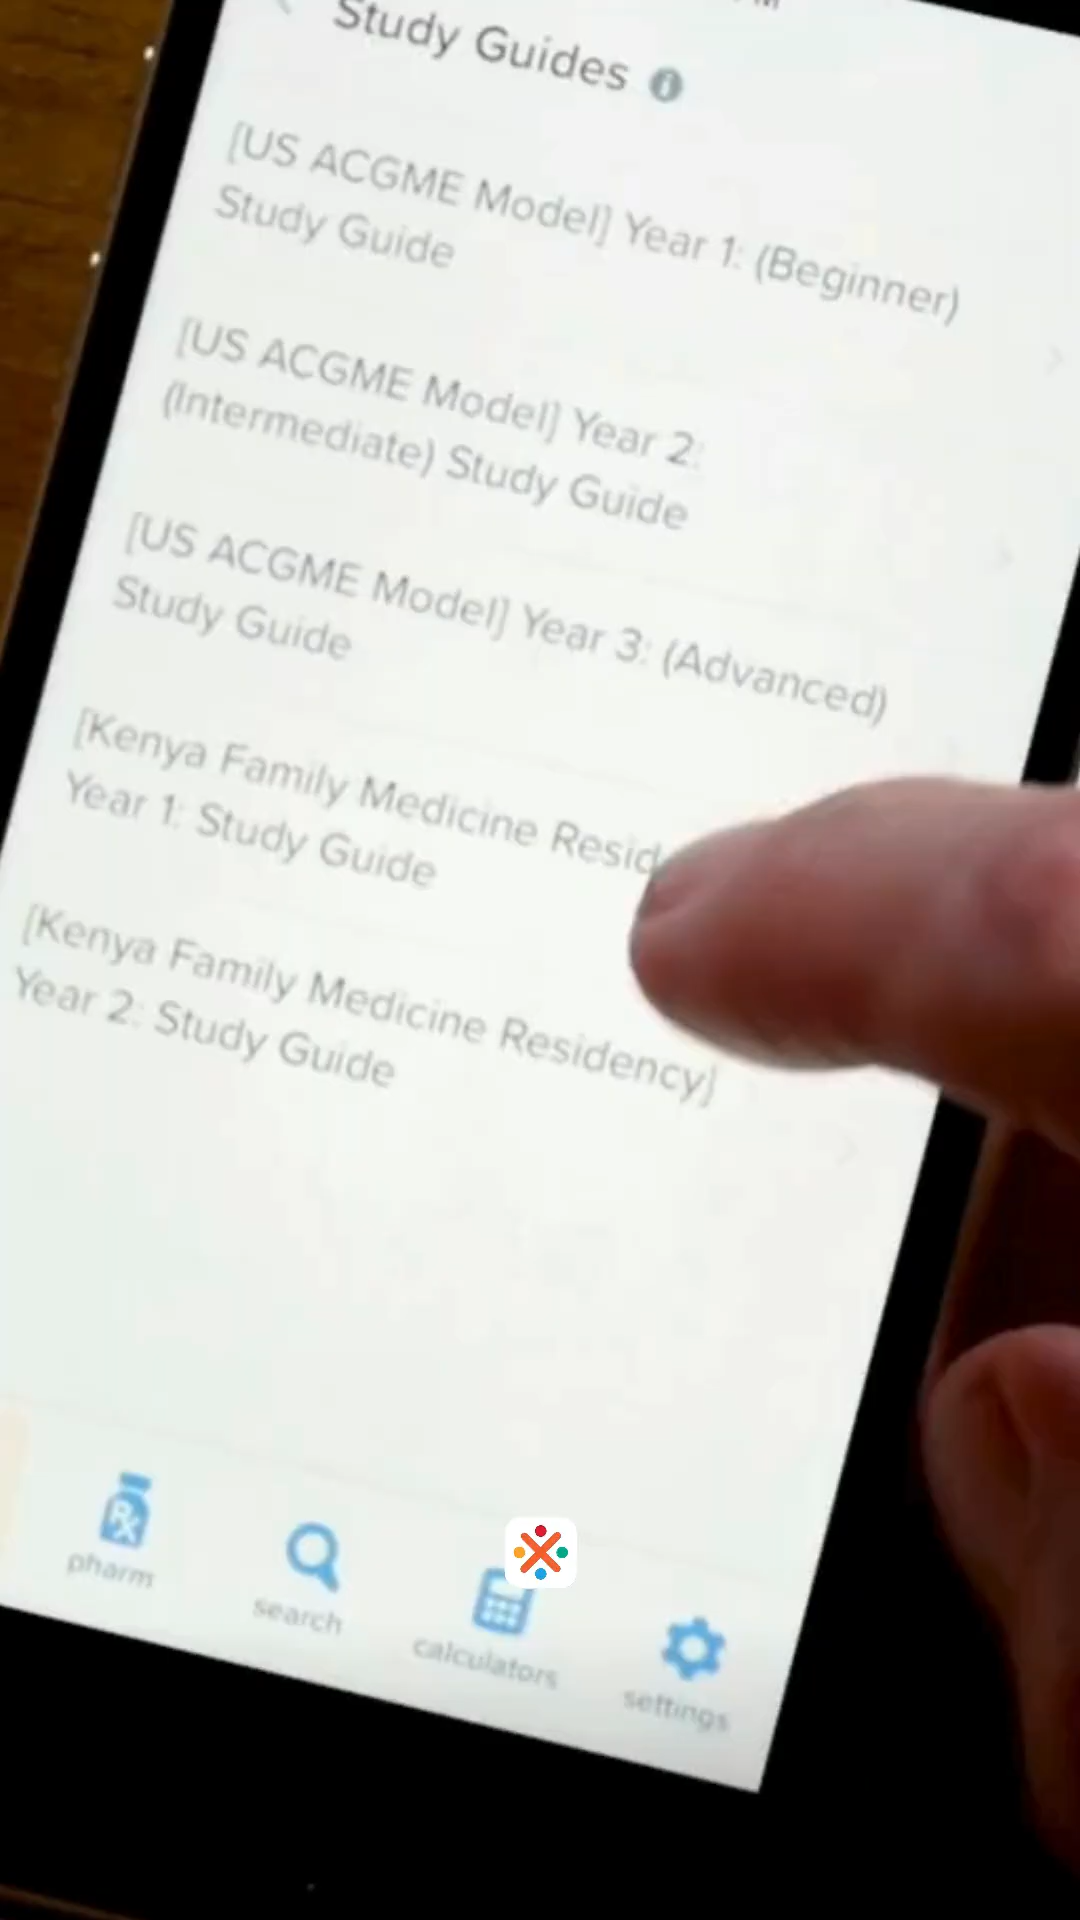 Study Guides
[US ACGME Model] Year 1: (Beginner)
Study Guide
[US ACGME Model] Year 2:
(Intermediate) Study Guide
[US ACGME Model] Year 3: (Advanced)
Study Guide
[Kenya Family Medicine Resid
Year 1: Study Guide
[Kenya Family Medicine Residency]
Year 2: Study Guide
Rx
pharm
search
calculators
settings